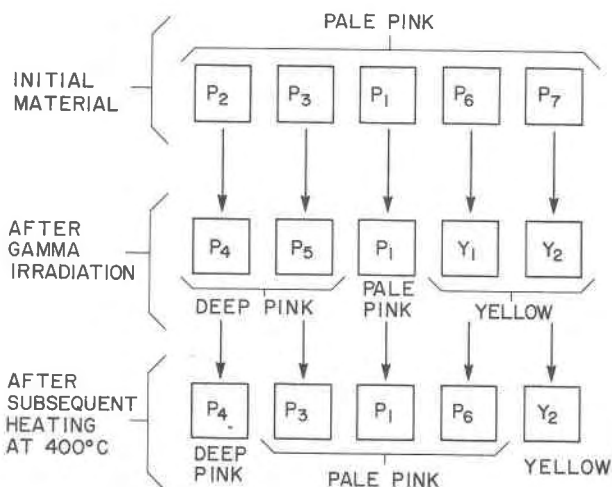 PALE PINK
INITIAL
MATERIAL
P2 P3 P1 P6 P7
AFTER
GAMMA
IRRADIATION
P4 P5 P1 Y1 Y2
DEEP PINK
PALE
PINK
YELLOW
AFTER
SUBSEQUENT
HEATING
AT 400°C
P4 P3 P1 P6 Y2
DEEP
PINK
PALE PINK
YELLOW